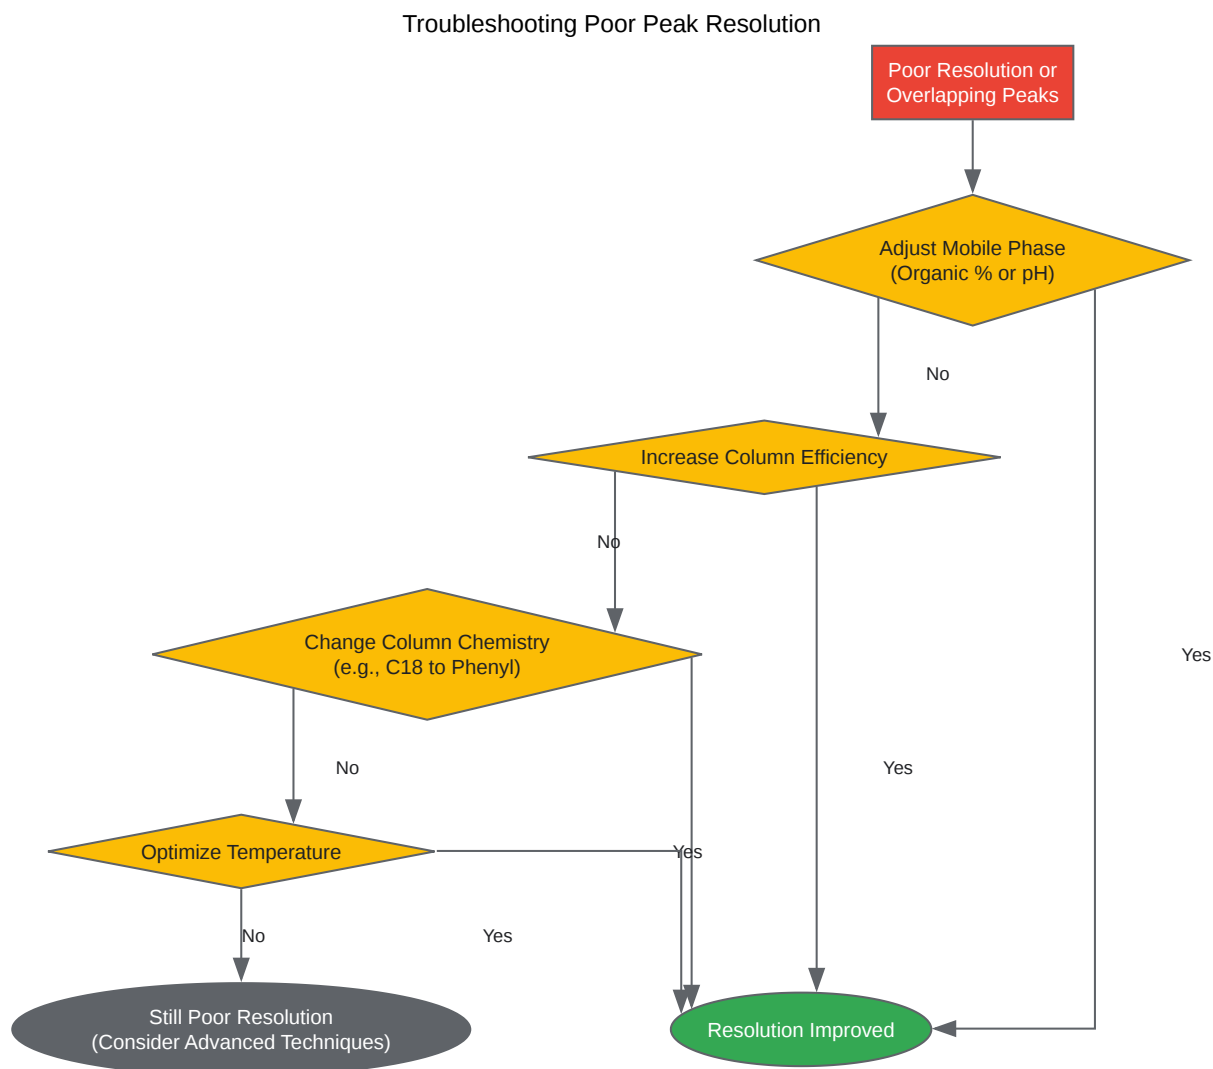 Troubleshooting Poor Peak Resolution
Poor Resolution or
Overlapping Peaks
Adjust Mobile Phase
(Organic % or pH)
No
Increase Column Efficiency
No
Change Column Chemistry
(e.g., C18 to Phenyl)
Yes
No
Yes
Optimize Temperature
Yes
No
Yes
Still Poor Resolution
(Consider Advanced Techniques)
Resolution Improved